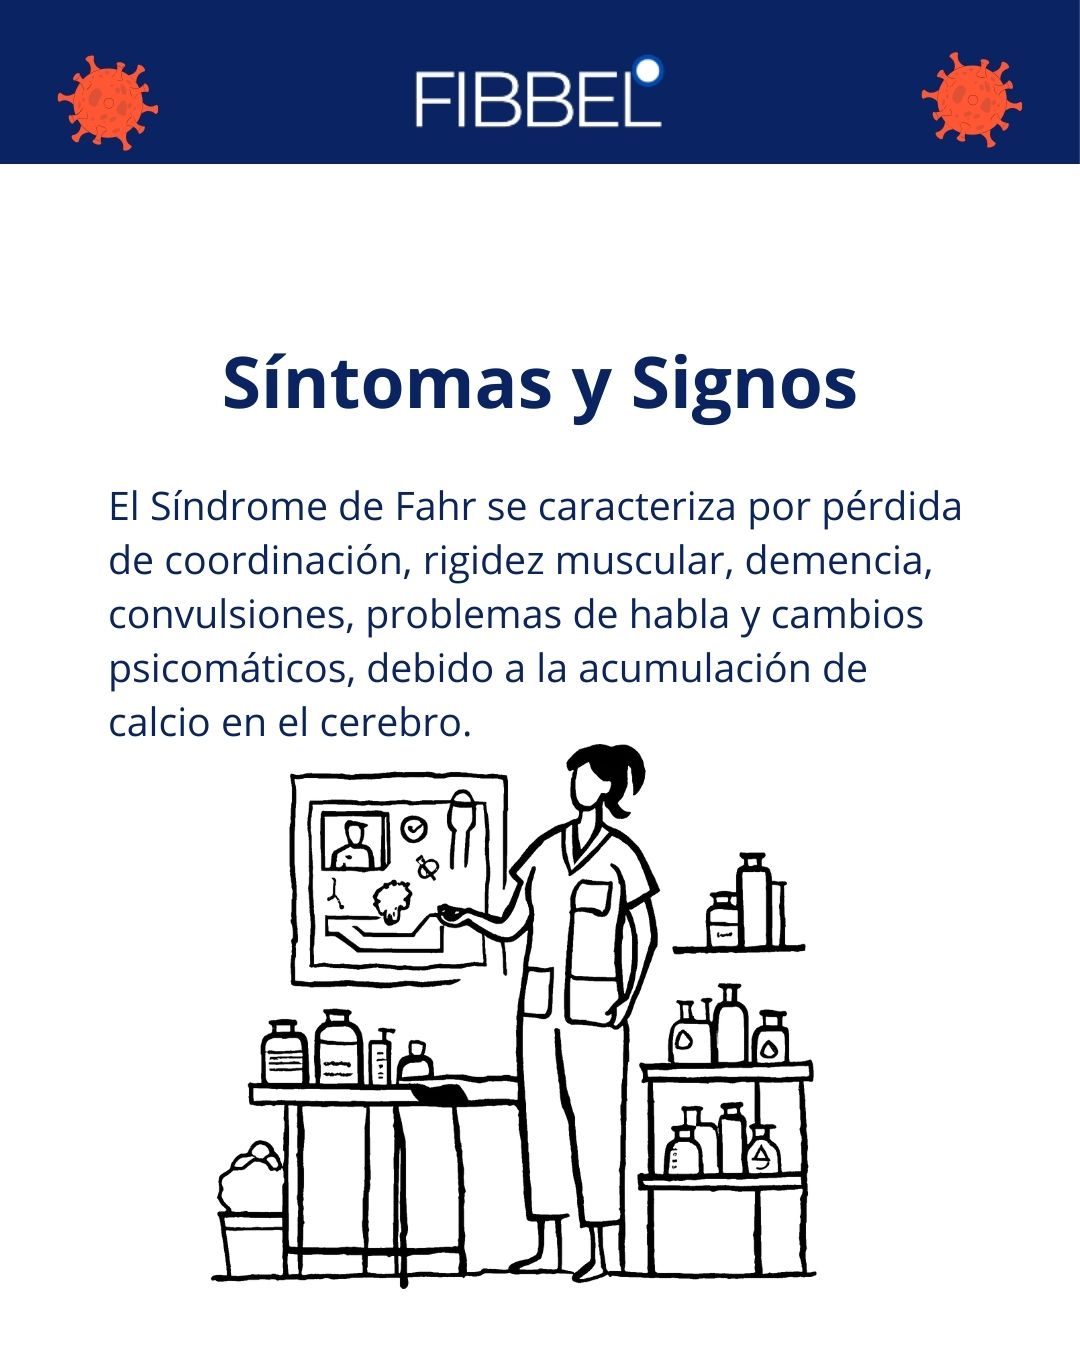 FIBBEL
Síntomas y Signos
El Síndrome de Fahr se caracteriza por pérdida
de coordinación, rigidez muscular, demencia,
convulsiones, problemas de habla y cambios
psicomáticos, debido a la acumulación de
calcio en el cerebro.